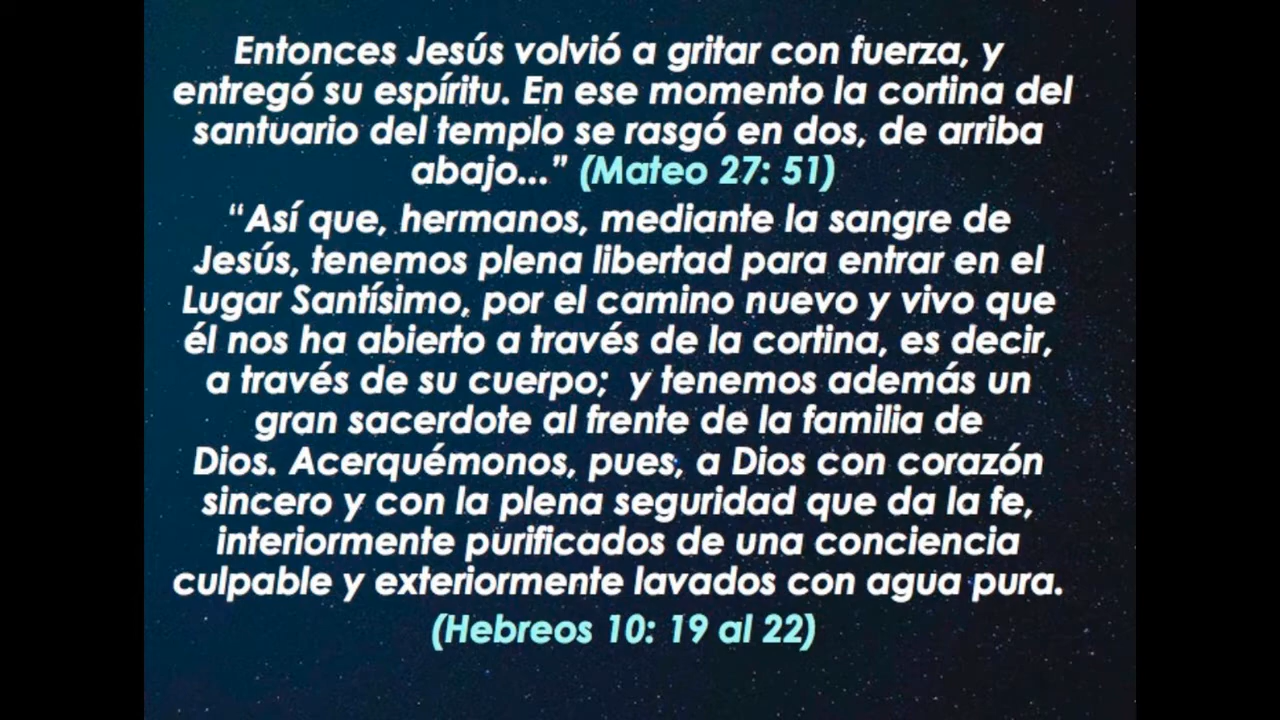 Entonces Jesús volvió a gritar con fuerza, y
entregó su espíritu. En ese momento la cortina del
santuario del templo se rasgó en dos, de arriba
abajo...” (Mateo 27: 51)
“Así que, hermanos, mediante la sangre de
Jesús, tenemos plena libertad para entrar en el
Lugar Santísimo, por el camino nuevo y vivo que
él nos ha abierto a través de la cortina, es decir,
a través de su cuerpo;  y tenemos además un
gran sacerdote al frente de la familia de
Dios. Acerquémonos, pues, a Dios con corazón
sincero y con la plena seguridad que da la fe,
interiormente purificados de una conciencia
culpable y exteriormente lavados con agua pura.
(Hebreos 10: 19 al 22)